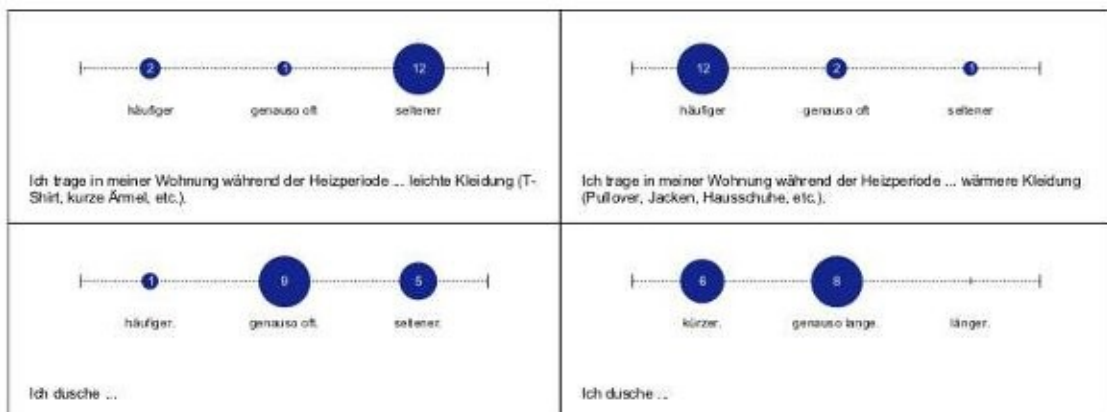 2
1
12
häufiger
genauso oft
seltener
Ich trage in meiner Wohnung während der Heizperiode ... leichte Kleidung (T-
Shirt, kurze Ärmel, etc.).
12
2
1
häufiger
genauso oft
seltener
Ich trage in meiner Wohnung während der Heizperiode ... wärmere Kleidung
(Pullover, Jacken, Hausschuhe, etc.).
1
9
5
häufiger.
genauso oft.
seltener.
Ich dusche ...
6
8
kürzer.
genauso lange.
länger.
Ich dusche ...